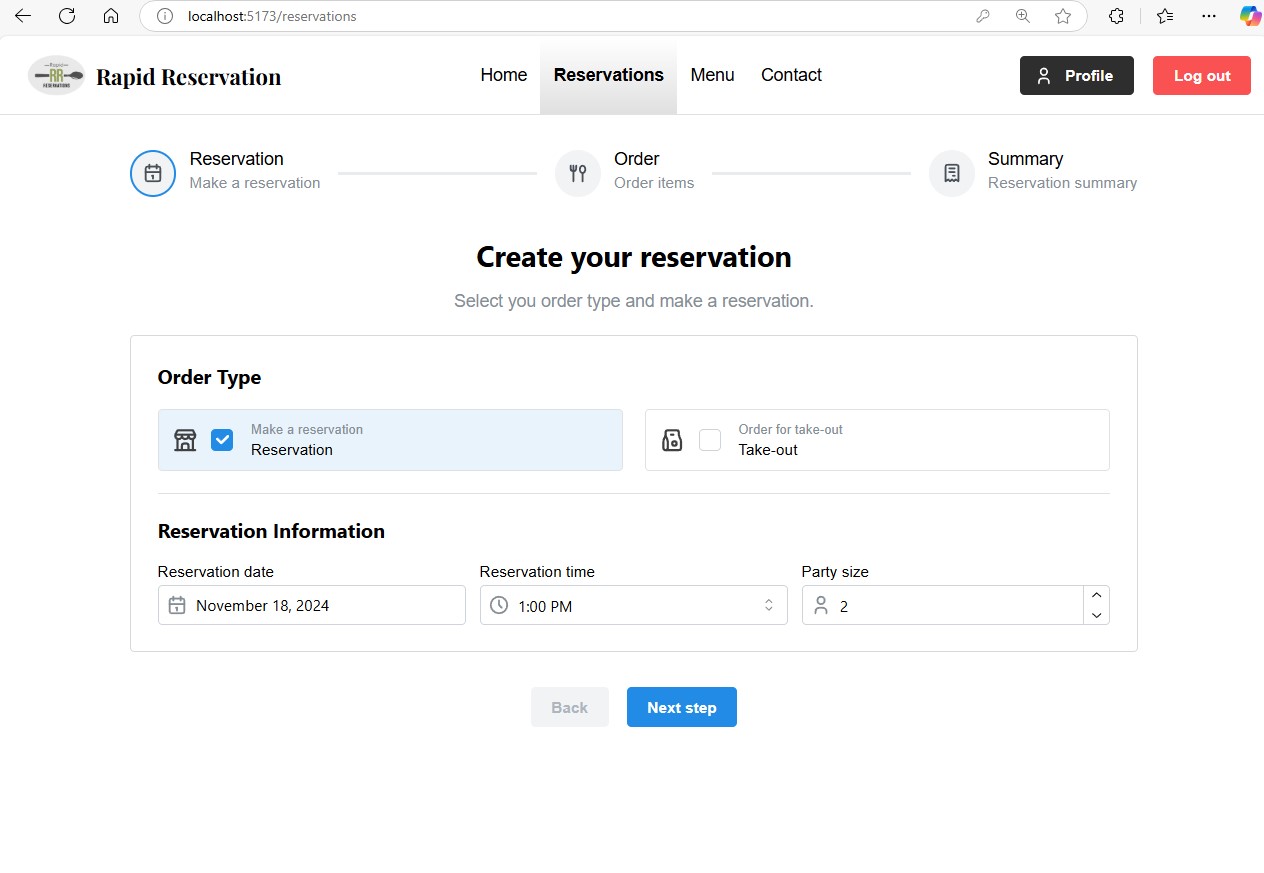 localhost:5173/reservations
Rapid
RR
RESERVATIONS
Rapid Reservation
Home
Reservations
Menu
Contact
Profile
Log out
Reservation
Make a reservation
Order
Order items
Summary
Reservation summary
Create your reservation
Select you order type and make a reservation.
Order Type
Make a reservation
Reservation
Order for take-out
Take-out
Reservation Information
Reservation date
November 18, 2024
Reservation time
1:00 PM
Party size
2
Back
Next step